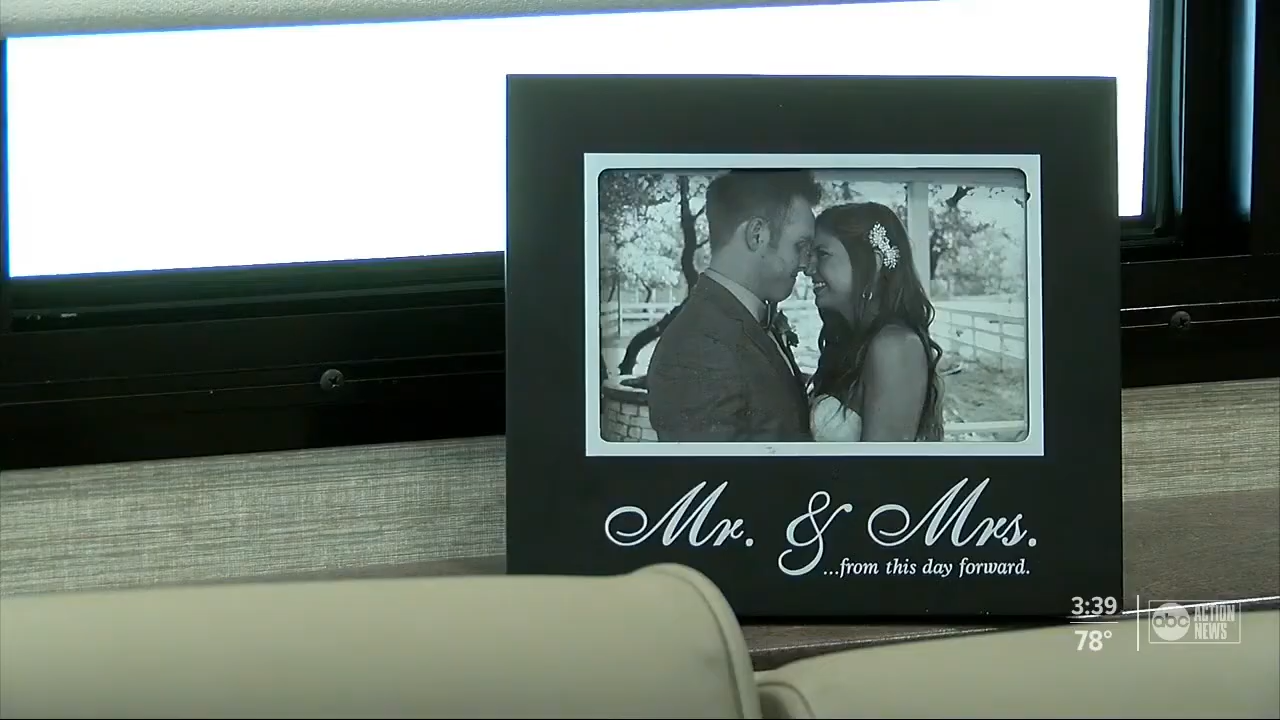 Mr. & Mrs.
...from this day forward.
3:39
78°
abc
ACTION
NEWS